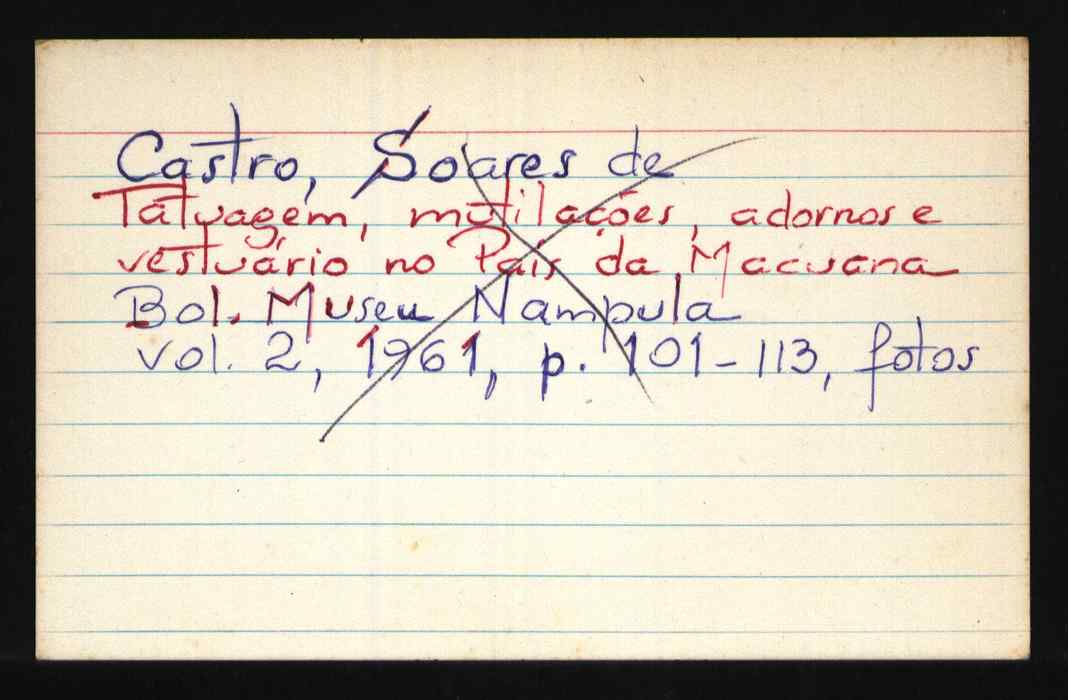 Castro, Soares de
Tatuagem, mutilações, adornos e
vestuário no País da Macuana
Bol. Museu Nampula
vol. 2, 1961, p. 101-113, fotos